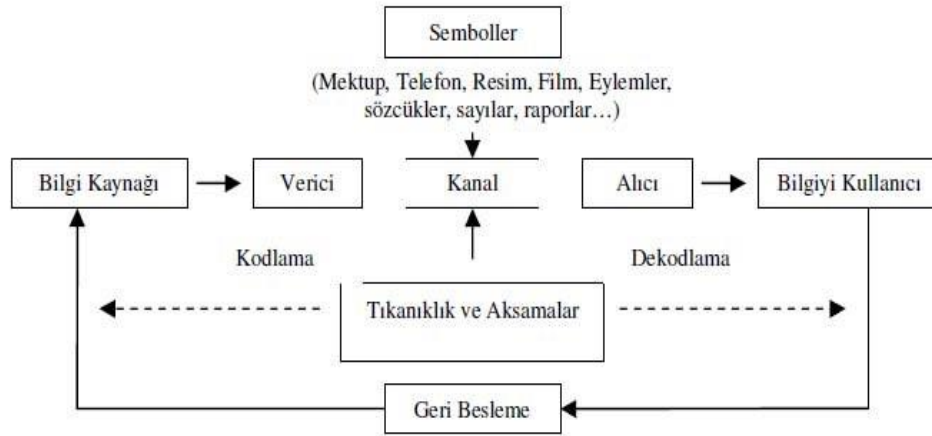 Semboller
(Mektup, Telefon, Resim, Film, Eylemler,
sözcükler, sayılar, raporlar…)
Bilgi Kaynağı
Verici
Kanal
Alıcı
Bilgiyi Kullanıcı
Kodlama
Dekodlama
Tıkanıklık ve Aksamalar
Geri Besleme